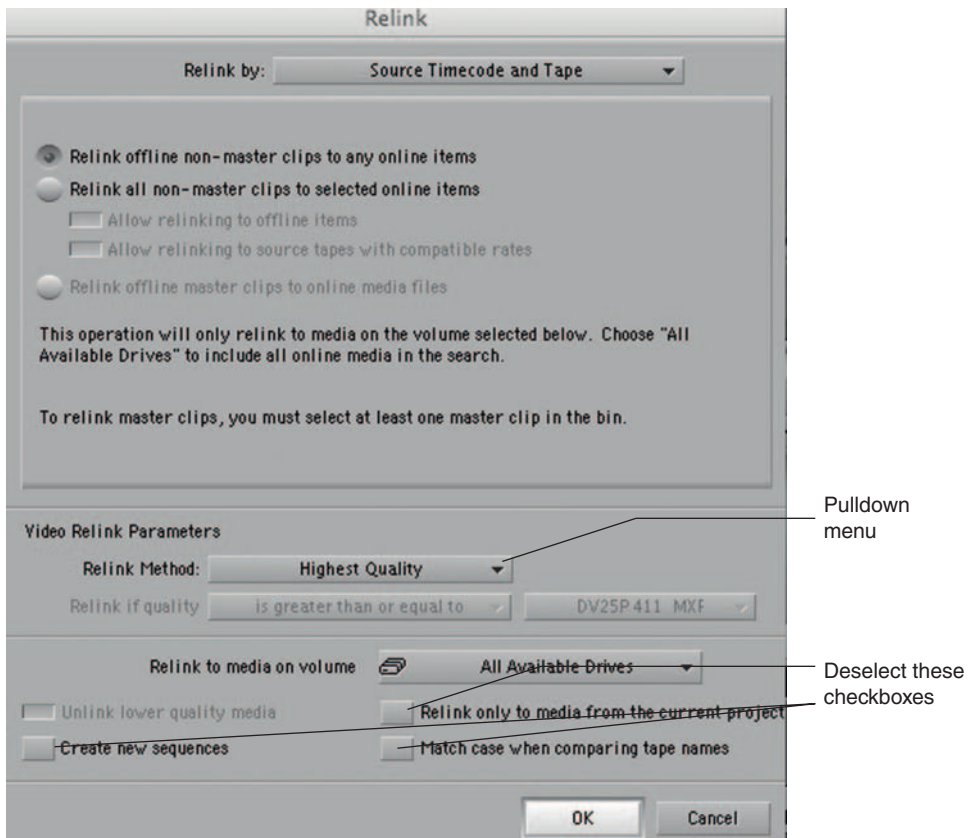 Relink
Relink by: Source Timecode and Tape
Relink offline non-master clips to any online items
Relink all non-master clips to selected online items
Allow relinking to offline items
Allow relinking to source tapes with compatible rates
Relink offline master clips to online media files
This operation will only relink to media on the volume selected below. Choose "All
Available Drives" to include all online media in the search.
To relink master clips, you must select at least one master clip in the bin.
Video Relink Parameters
Relink Method: Highest Quality
Relink if quality is greater than or equal to DV25P 411 MXF
Relink to media on volume All Available Drives
Unlink lower quality media Relink only to media from the current project
Create new sequences Match case when comparing tape names
OK Cancel
Pulldown
menu
Deselect these
checkboxes